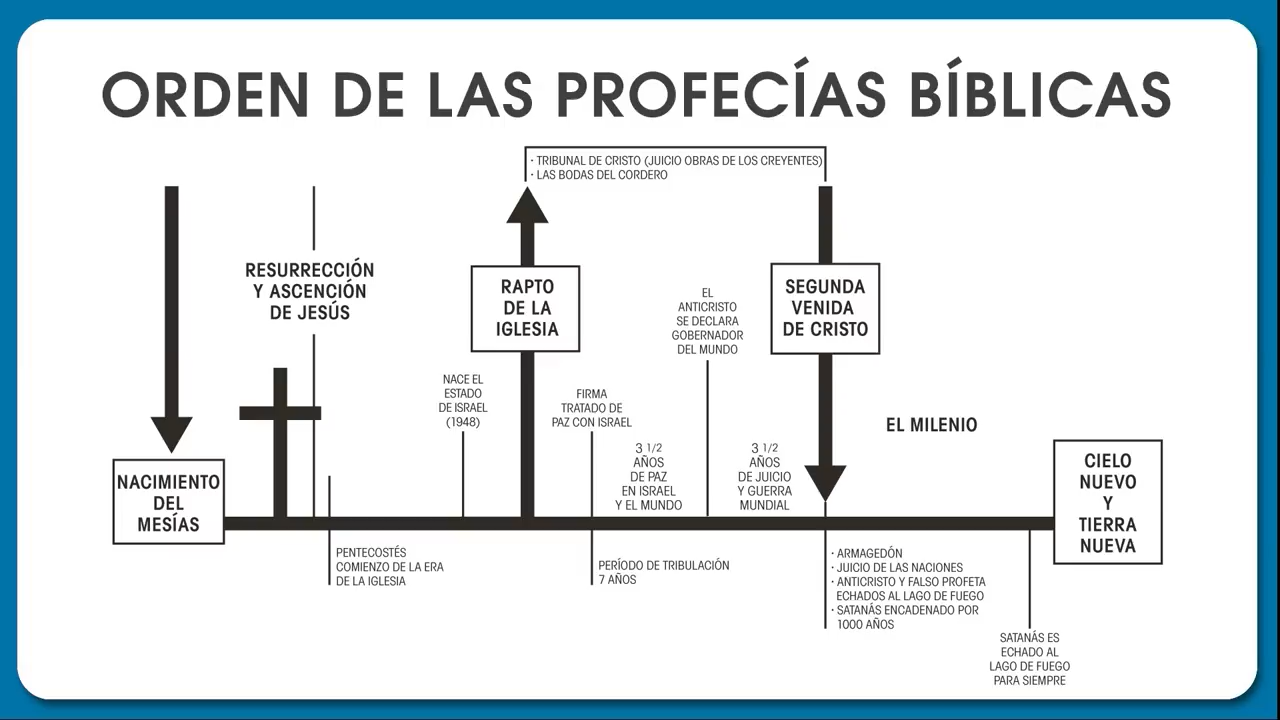 ORDEN DE LAS PROFECÍAS BÍBLICAS
· TRIBUNAL DE CRISTO (JUICIO OBRAS DE LOS CREYENTES)
· LAS BODAS DEL CORDERO
RESURRECCIÓN
Y ASCENCIÓN
DE JESÚS
RAPTO
DE LA
IGLESIA
SEGUNDA
VENIDA
DE CRISTO
EL
ANTICRISTO
SE DECLARA
GOBERNADOR
DEL MUNDO
NACE EL
ESTADO
DE ISRAEL
(1948)
FIRMA
TRATADO DE
PAZ CON ISRAEL
3 1/2
AÑOS
DE PAZ
EN ISRAEL
Y EL MUNDO
3 1/2
AÑOS
DE JUICIO
Y GUERRA
MUNDIAL
EL MILENIO
NACIMIENTO
DEL
MESÍAS
CIELO
NUEVO
Y
TIERRA
NUEVA
PENTECOSTÉS
COMIENZO DE LA ERA
DE LA IGLESIA
PERÍODO DE TRIBULACIÓN
7 AÑOS
· ARMAGEDÓN
· JUICIO DE LAS NACIONES
· ANTICRISTO Y FALSO PROFETA
ECHADOS AL LAGO DE FUEGO
· SATANÁS ENCADENADO POR
1000 AÑOS
SATANÁS ES
ECHADO AL
LAGO DE FUEGO
PARA SIEMPRE